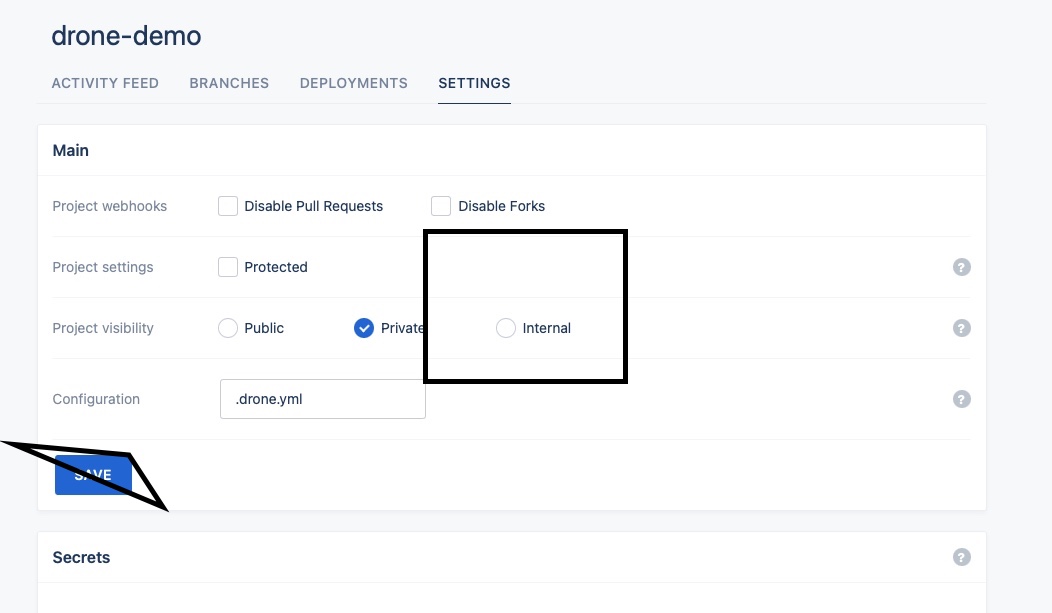 drone-demo
ACTIVITY FEED BRANCHES DEPLOYMENTS SETTINGS
Main
Project webhooks Disable Pull Requests Disable Forks
Project settings Protected ?
Project visibility Public Private Internal ?
Configuration .drone.yml ?
SAVE
Secrets ?